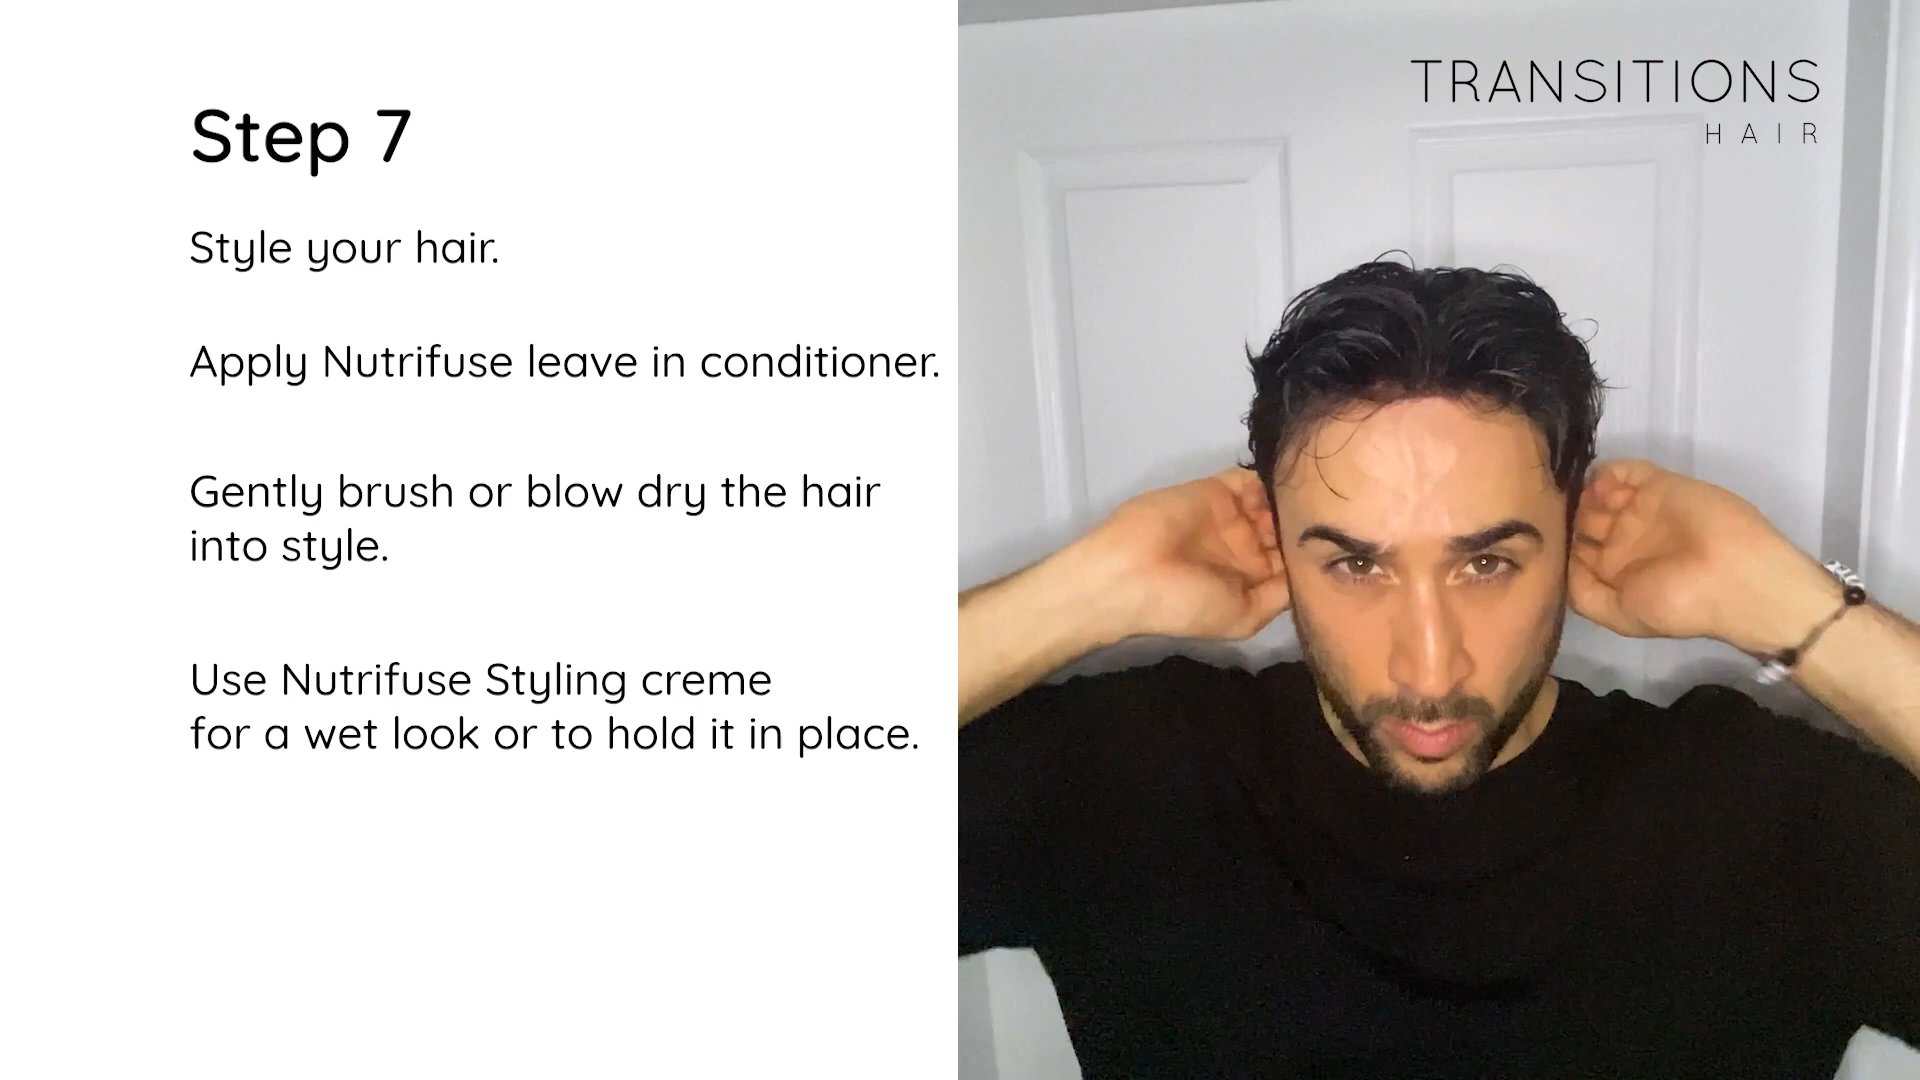 Step 7
Style your hair.
Apply Nutrifuse leave in conditioner.
Gently brush or blow dry the hair
into style.
Use Nutrifuse Styling creme
for a wet look or to hold it in place.
TRANSITIONS
HAIR